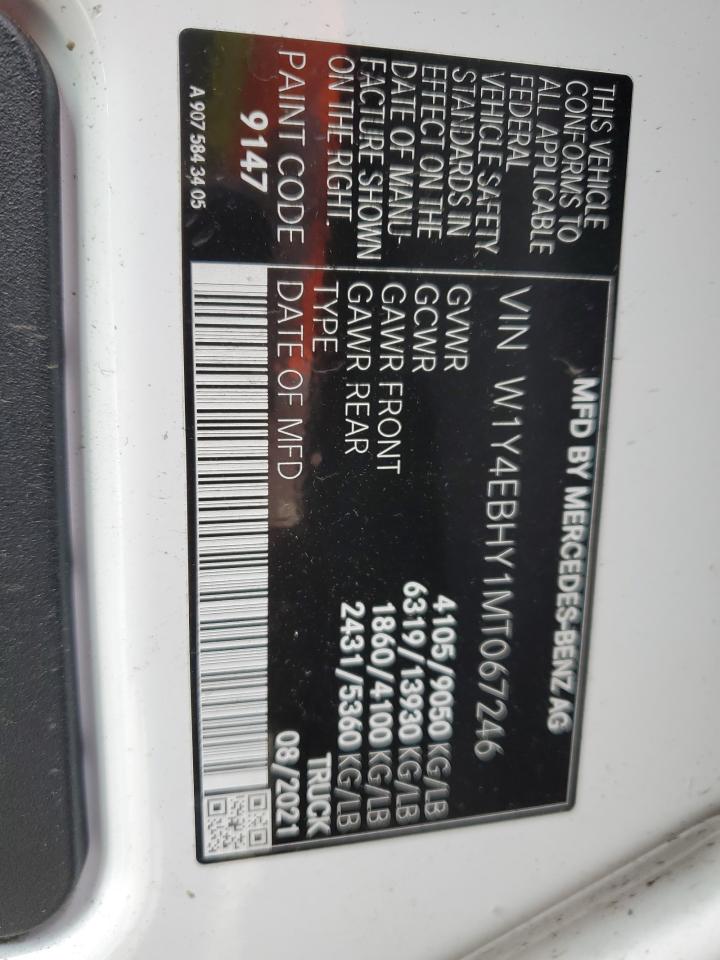 THIS VEHICLE
CONFORMS TO
ALL APPLICABLE
FEDERAL
VEHICLE SAFETY
STANDARDS IN
EFFECT ON THE
DATE OF MANU-
FACTURE SHOWN
ON THE RIGHT.
PAINT CODE
9147
A 907 584 34 05
MFD BY MERCEDES-BENZ AG
VIN W1Y4EBHY1MT067246
GVWR 4105/9050 KG/LB
GCWR 6319/13930 KG/LB
GAWR FRONT 1860/4100 KG/LB
GAWR REAR 2431/5360 KG/LB
TYPE TRUCK
DATE OF MFD 08/2021